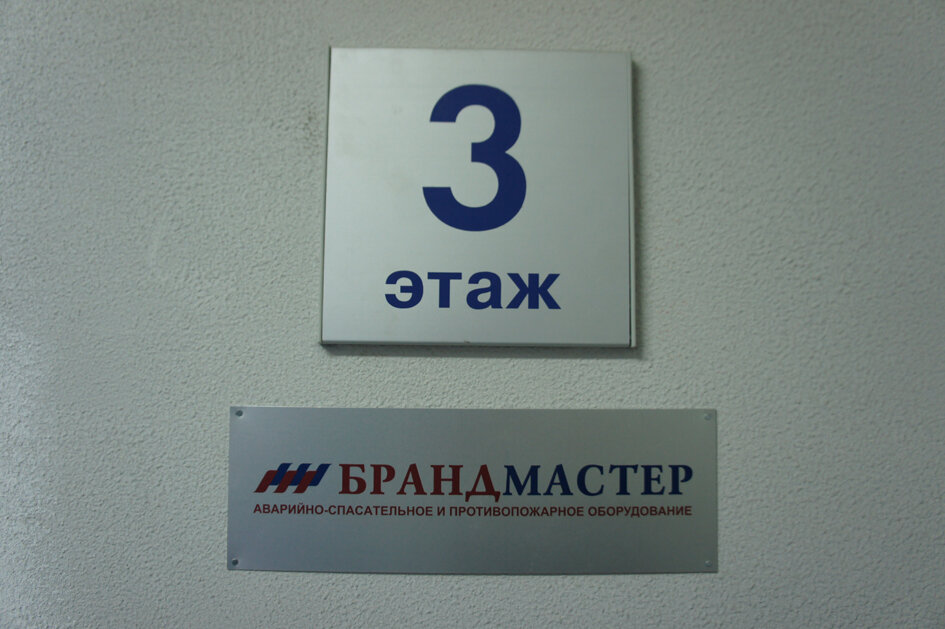 3
этаж
БРАНДМАСТЕР
АВАРИЙНО-СПАСАТЕЛЬНОЕ И ПРОТИВОПОЖАРНОЕ ОБОРУДОВАНИЕ